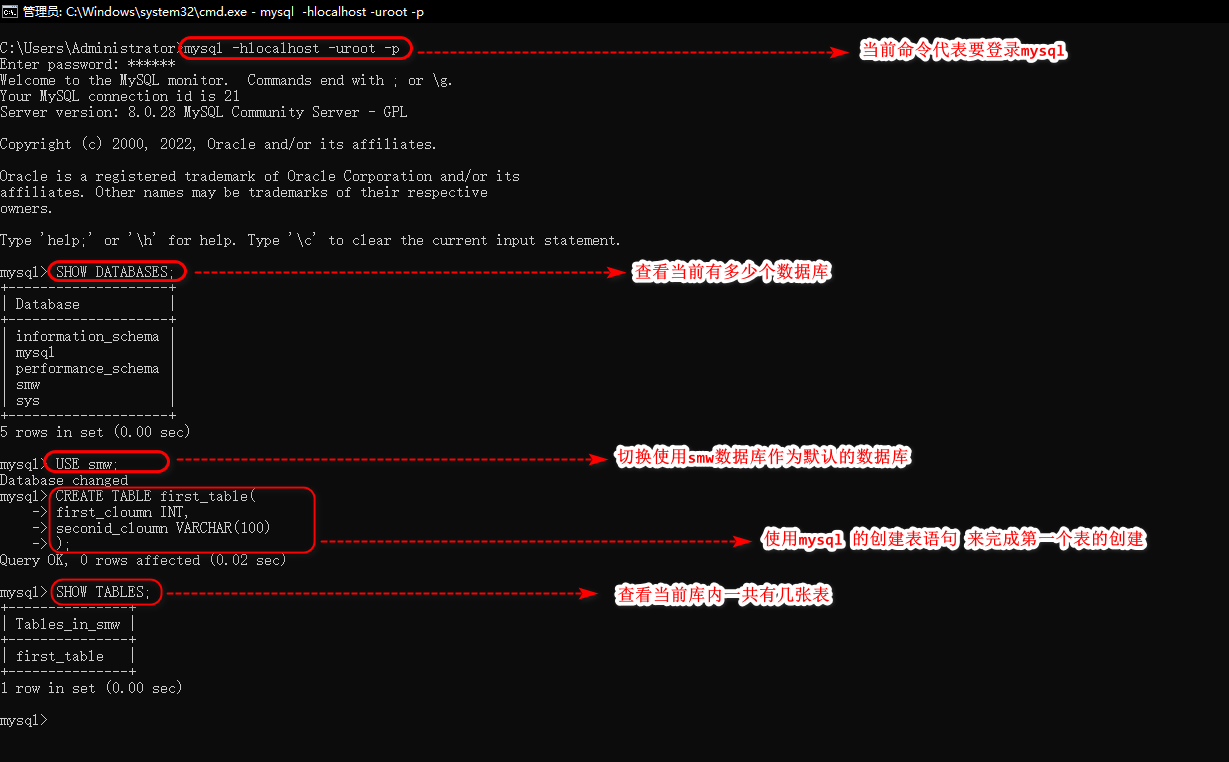 管理员: C:\Windows\system32\cmd.exe - mysql  -hlocalhost -uroot -p
C:\Users\Administrator>mysql -hlocalhost -uroot -p
当前命令代表要登录mysql
Enter password: ******
Welcome to the MySQL monitor.  Commands end with ; or \g.
Your MySQL connection id is 21
Server version: 8.0.28 MySQL Community Server - GPL
Copyright (c) 2000, 2022, Oracle and/or its affiliates.
Oracle is a registered trademark of Oracle Corporation and/or its
affiliates. Other names may be trademarks of their respective
owners.
Type 'help;' or '\h' for help. Type '\c' to clear the current input statement.
mysql> SHOW DATABASES;
查看当前有多少个数据库
+--------------------+
| Database           |
+--------------------+
| information_schema |
| mysql              |
| performance_schema |
| smw                |
| sys                |
+--------------------+
5 rows in set (0.00 sec)
mysql> USE smw;
切换使用smw数据库作为默认的数据库
Database changed
mysql> CREATE TABLE first_table(
    -> first_cloumn INT,
    -> seconid_cloumn VARCHAR(100)
    -> );
使用mysql 的创建表语句 来完成第一个表的创建
Query OK, 0 rows affected (0.02 sec)
mysql> SHOW TABLES;
查看当前库内一共有几张表
+---------------+
| Tables_in_smw |
+---------------+
| first_table   |
+---------------+
1 row in set (0.00 sec)
mysql>